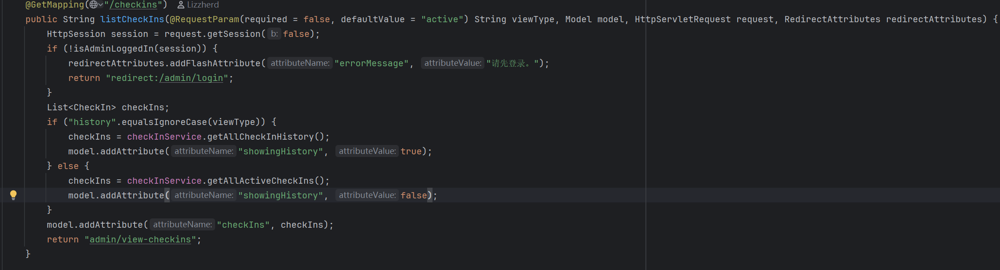 @GetMapping("/checkins") Lizzherd
public String listCheckIns(@RequestParam(required = false, defaultValue = "active") String viewType, Model model, HttpServletRequest request, RedirectAttributes redirectAttributes) {
HttpSession session = request.getSession( b: false);
if (!isAdminLoggedIn(session)) {
redirectAttributes.addFlashAttribute( attributeName: "errorMessage", attributeValue: "请先登录。");
return "redirect:/admin/login";
}
List<CheckIn> checkIns;
if ("history".equalsIgnoreCase(viewType)) {
checkIns = checkInService.getAllCheckInHistory();
model.addAttribute( attributeName: "showingHistory", attributeValue: true);
} else {
checkIns = checkInService.getAllActiveCheckIns();
model.addAttribute( attributeName: "showingHistory", attributeValue: false);
}
model.addAttribute( attributeName: "checkIns", checkIns);
return "admin/view-checkins";
}